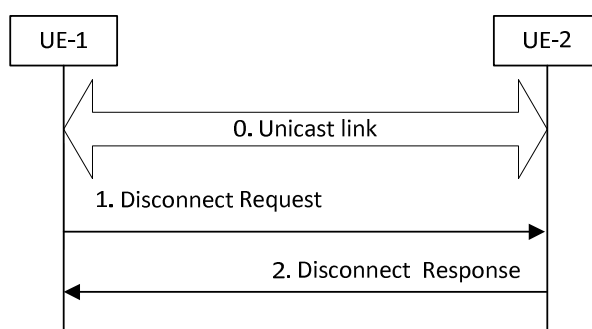 UE-1
UE-2
0. Unicast link
1. Disconnect Request
2. Disconnect Response